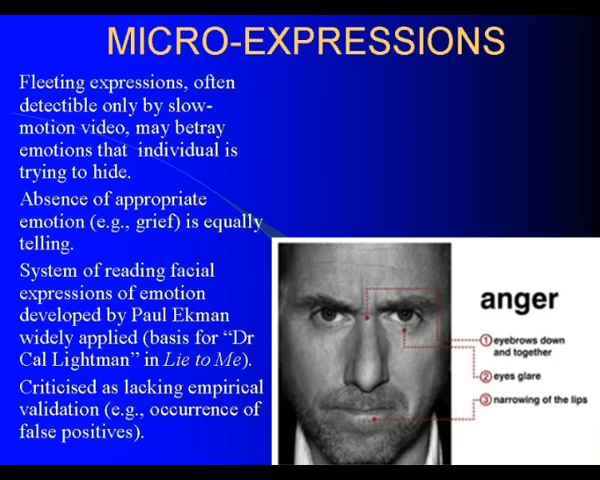 MICRO-EXPRESSIONS
Fleeting expressions, often
detectible only by slow-
motion video, may betray
emotions that individual is
trying to hide.
Absence of appropriate
emotion (e.g., grief) is equally
telling.
System of reading facial
expressions of emotion
developed by Paul Ekman
widely applied (basis for “Dr
Cal Lightman” in Lie to Me).
Criticised as lacking empirical
validation (e.g., occurrence of
false positives).
anger
1 eyebrows down
and together
2 eyes glare
3 narrowing of the lips